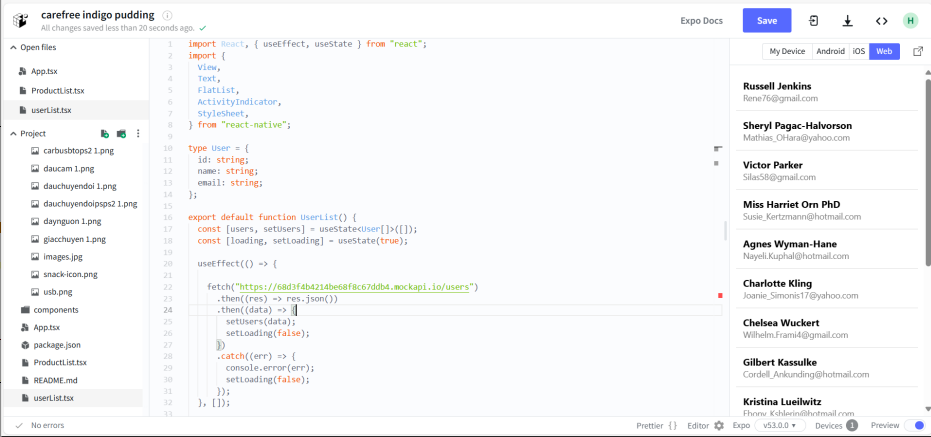 carefree indigo pudding
All changes saved less than 20 seconds ago.
Expo Docs
Save
H
Open files
App.tsx
ProductList.tsx
userList.tsx
Project
carbusbtops2 1.png
daucam 1.png
dauchuyendoi 1.png
dauchuyendoipsps2 1.png
daynguon 1.png
giacchuyen 1.png
images.jpg
snack-icon.png
usb.png
components
App.tsx
package.json
ProductList.tsx
README.md
userList.tsx
1 import React, { useEffect, useState } from "react";
2 import {
3 View,
4 Text,
5 FlatList,
6 ActivityIndicator,
7 StyleSheet,
8 } from "react-native";
9
10 type User = {
11 id: string;
12 name: string;
13 email: string;
14 };
15
16 export default function UserList() {
17 const [users, setUsers] = useState<User[]>([]);
18 const [loading, setLoading] = useState(true);
19
20 useEffect(() => {
21
22 fetch("https://68d3f4b4214be68f8c67ddb4.mockapi.io/users")
23 .then((res) => res.json())
24 .then((data) => {
25 setUsers(data);
26 setLoading(false);
27 })
28 .catch((err) => {
29 console.error(err);
30 setLoading(false);
31 });
32 }, []);
33
My Device
Android
iOS
Web
Russell Jenkins
Rene76@gmail.com
Sheryl Pagac-Halvorson
Mathias_OHara@yahoo.com
Victor Parker
Silas58@gmail.com
Miss Harriet Orn PhD
Susie_Kertzmann@hotmail.com
Agnes Wyman-Hane
Nayeli.Kuphal@hotmail.com
Charlotte Kling
Joanie_Simonis17@yahoo.com
Chelsea Wuckert
Wilhelm.Frami4@gmail.com
Gilbert Kassulke
Cordell_Ankunding@hotmail.com
Kristina Lueilwitz
Ebony_Kshlerin@hotmail.com
No errors
Prettier { }
Editor
Expo
v53.0.0
Devices 1
Preview